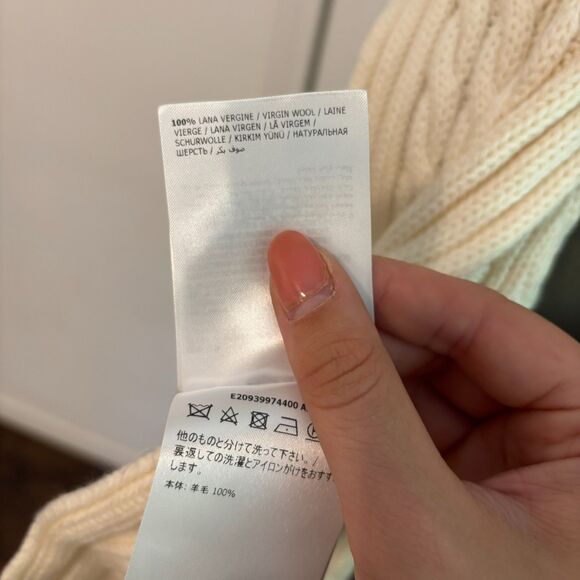 100% LANA VERGINE / VIRGIN WOOL / LAINE
VIERGE / LANA VIRGEN / LÃ VIRGEM /
SCHURWOLLE / KIRKIM YÜNÜ / НАТУРАЛЬНАЯ
ШЕРСТЬ / صوف بكر
E20939974400 A
他のものと分けて洗って下さい。/
裏返しての洗濯とアイロンがけをおすす
します。
本体: 羊毛 100%